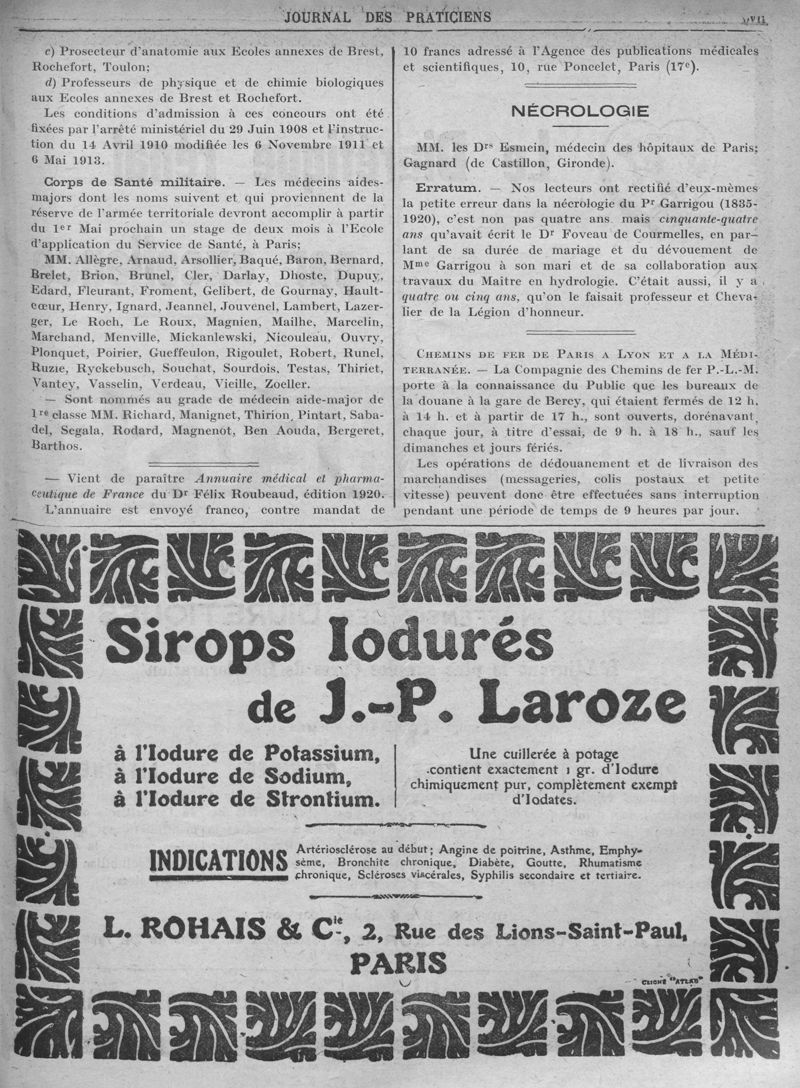 JOURNAL DES PRATICIENS
c) Prosecteur d'anatomie aux Ecoles annexes de Brest,
Rochefort, Toulon;
d) Professeurs de physique et de chimie biologiques
aux Ecoles annexes de Brest et Rochefort.
Les conditions d'admission à ces concours ont été
fixées par l'arrêté ministériel du 29 Juin 1908 et l'instruc-
tion du 14 Avril 1910 modifiée les 6 Novembre 1911 et
6 Mai 1913.
Corps de Santé militaire. — Les médecins aides-
majors dont les noms suivent et qui proviennent de la
réserve de l'armée territoriale devront accomplir à partir
du 1er Mai prochain un stage de deux mois à l'Ecole
d'application du Service de Santé, à Paris;
MM. Allègre, Arnaud, Arsollier, Baqué, Baron, Bernard,
Brelet, Brion, Brunel, Cler, Darlay, Dhoste, Dupuy,
Edard, Fleurant, Froment, Gelibert, de Gournay, Hault-
cœur, Henry, Ignard, Jeannel, Jouvenel, Lambert, Lazer-
ger, Le Roch, Le Roux, Magnien, Mailhe, Marcelin,
Marchand, Menville, Mickanlewski, Nicouleau, Ouvry,
Plonquet, Poirier, Gueffeulon, Rigoulet, Robert, Runel,
Ruzie, Ryckebusch, Souchat, Sourdois, Testas, Thiriet,
Vantey, Vasselin, Verdeau, Vieille, Zoeller.
— Sont nommés au grade de médecin aide-major de
1re classe MM. Richard, Manignet, Thirion, Pintart, Saba-
del, Segala, Rodard, Magnenot, Ben Aouda, Bergeret,
Barthos.
— Vient de paraître Annuaire médical et pharma-
ceutique de France du Dr Félix Roubeaud, édition 1920.
L'annuaire est envoyé franco, contre mandat de
10 francs adressé à l'Agence des publications médicales
et scientifiques, 10, rue Poncelet, Paris (17e).
NÉCROLOGIE
MM. les Drs Esmein, médecin des hôpitaux de Paris;
Gagnard (de Castillon, Gironde).
Erratum. — Nos lecteurs ont rectifié d'eux-mêmes
la petite erreur dans la nécrologie du Pr Garrigou (1835-
1920), c'est non pas quatre ans mais cinquante-quatre
ans qu'avait écrit le Dr Foveau de Courmelles, en par-
lant de sa durée de mariage et du dévouement de
Mme Garrigou à son mari et de sa collaboration aux
travaux du Maître en hydrologie. C'était aussi, il y a
quatre ou cinq ans, qu'on le faisait professeur et Cheva-
lier de la Légion d'honneur.
CHEMINS DE FER DE PARIS A LYON ET A LA MÉDI-
TERRANÉE. — La Compagnie des Chemins de fer P.-L.-M.
porte à la connaissance du Public que les bureaux de
la douane à la gare de Bercy, qui étaient fermés de 12 h.
à 14 h. et à partir de 17 h., sont ouverts, dorénavant,
chaque jour, à titre d'essai, de 9 h. à 18 h., sauf les
dimanches et jours fériés.
Les opérations de dédouanement et de livraison des
marchandises (messageries, colis postaux et petite
vitesse) peuvent donc être effectuées sans interruption
pendant une période de temps de 9 heures par jour.
Sirops Iodurés
de J.-P. Laroze
à l'Iodure de Potassium,
à l'Iodure de Sodium,
à l'Iodure de Strontium.
Une cuillerée à potage
contient exactement 1 gr. d'Iodure
chimiquement pur, complètement exempt
d'Iodates.
INDICATIONS
Artériosclérose au début; Angine de poitrine, Asthme, Emphy-
sème, Bronchite chronique, Diabète, Goutte, Rhumatisme
chronique, Scléroses viscérales, Syphilis secondaire et tertiaire.
L. ROHAIS & Cie, 2, Rue des Lions-Saint-Paul,
PARIS
CLICHÉ "ATLAS"